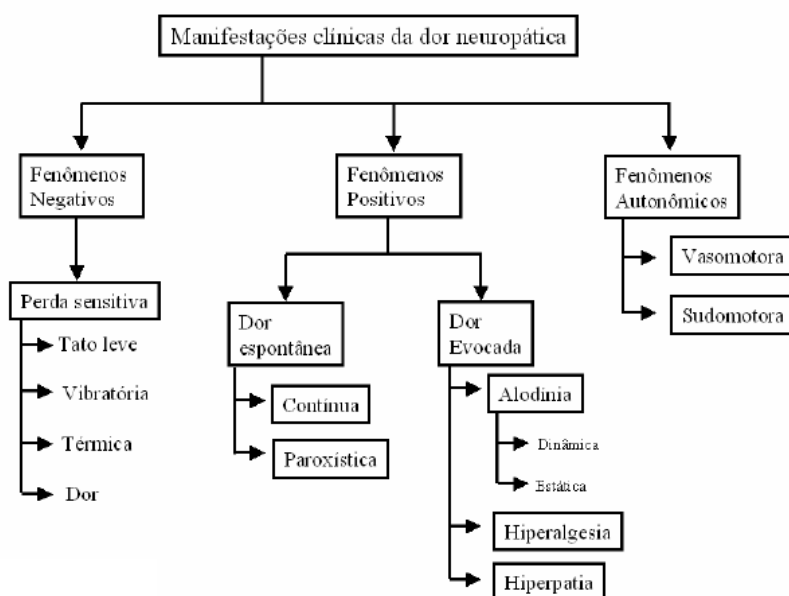 Manifestações clínicas da dor neuropática
Fenômenos
Negativos
Perda sensitiva
Tato leve
Vibratória
Térmica
Dor
Fenômenos
Positivos
Dor
espontânea
Contínua
Paroxística
Dor
Evocada
Alodinia
Dinâmica
Estática
Hiperalgesia
Hiperpatia
Fenômenos
Autonômicos
Vasomotora
Sudomotora